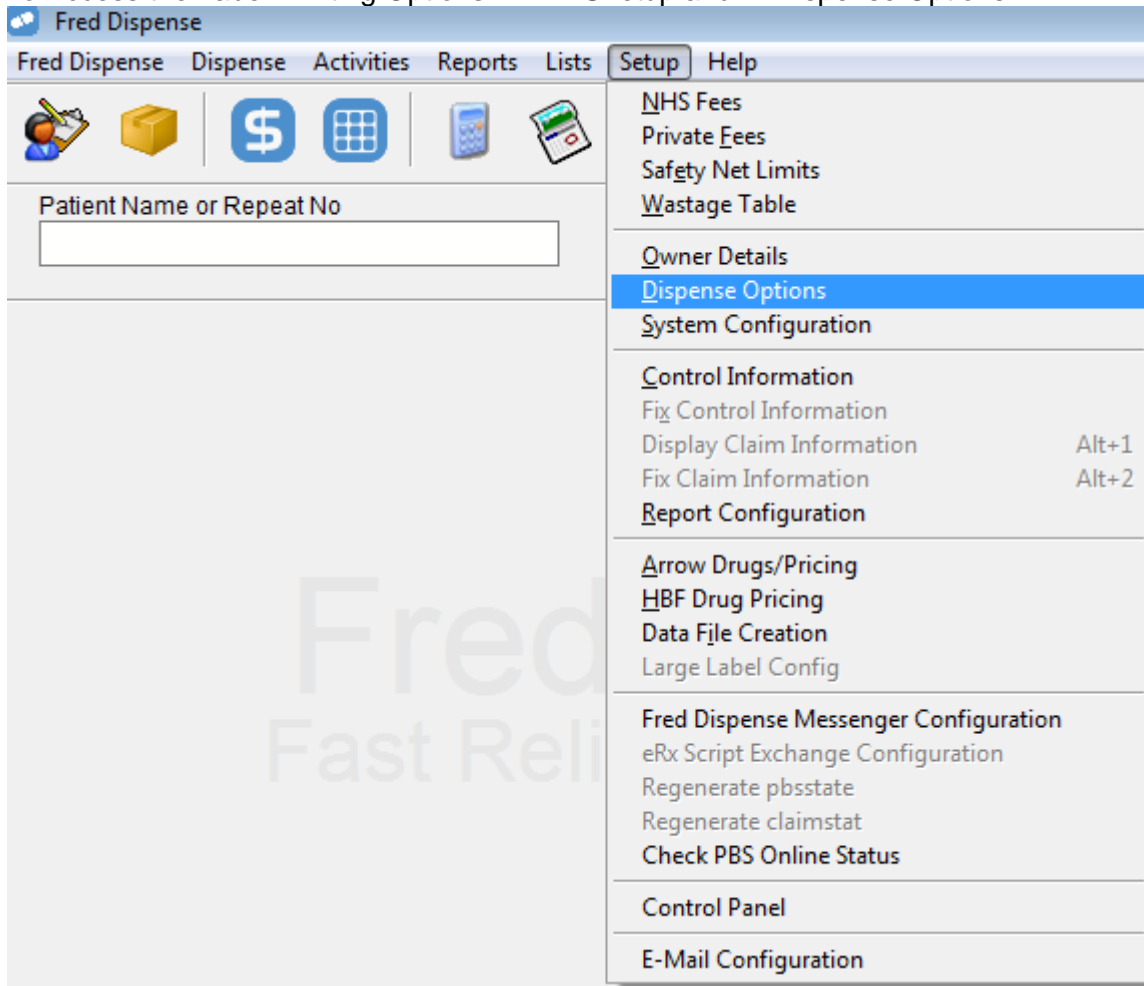 Fred Dispense
Fred Dispense Dispense Activities Reports Lists Setup Help
Patient Name or Repeat No
NHS Fees
Private Fees
Safety Net Limits
Wastage Table
Owner Details
Dispense Options
System Configuration
Control Information
Fix Control Information
Display Claim Information Alt+1
Fix Claim Information Alt+2
Report Configuration
Arrow Drugs/Pricing
HBF Drug Pricing
Data File Creation
Large Label Config
Fred Dispense Messenger Configuration
eRx Script Exchange Configuration
Regenerate pbsstate
Regenerate claimstat
Check PBS Online Status
Control Panel
E-Mail Configuration
Fred
Fast Reli